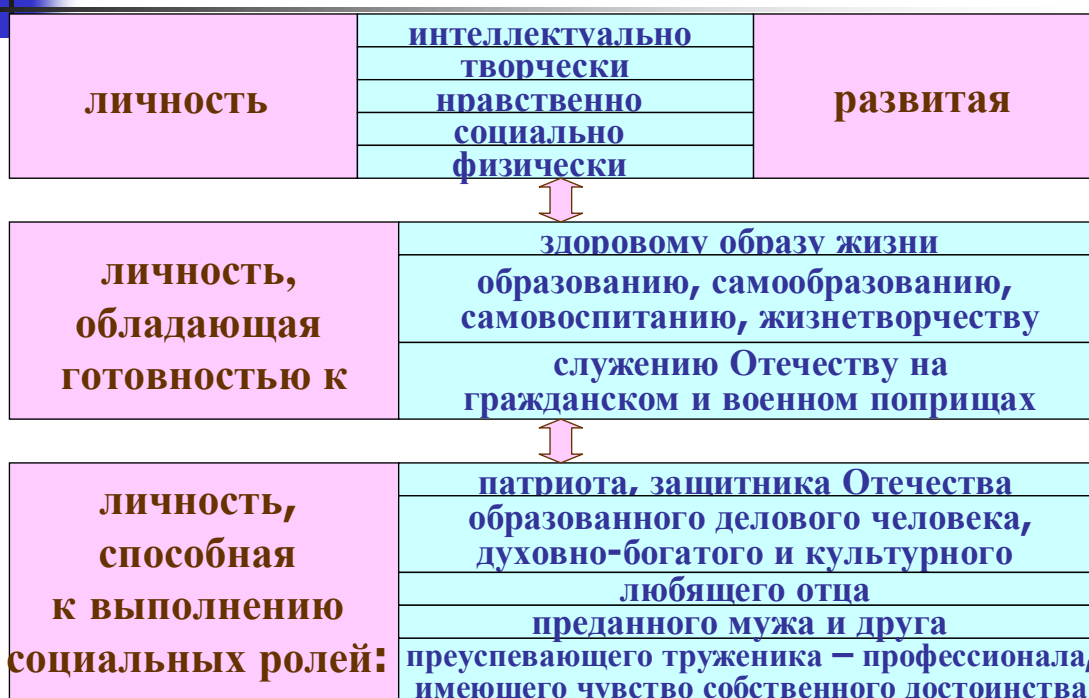 личность
интеллектуально
творчески
нравственно
социально
физически
развитая
личность,
обладающая
готовностью к
здоровому образу жизни
образованию, самообразованию,
самовоспитанию, жизнетворчеству
служению Отечеству на
гражданском и военном поприщах
личность,
способная
к выполнению
социальных ролей:
патриота, защитника Отечества
образованного делового человека,
духовно-богатого и культурного
любящего отца
преданного мужа и друга
преуспевающего труженика – профессионала,
имеющего чувство собственного достоинства